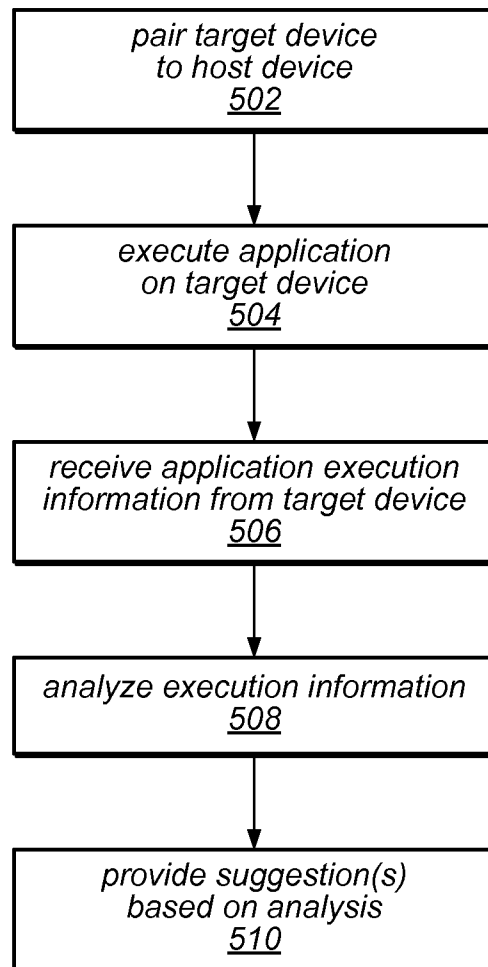 pair target device
to host device
502
execute application
on target device
504
receive application execution
information from target device
506
analyze execution information
508
provide suggestion(s)
based on analysis
510